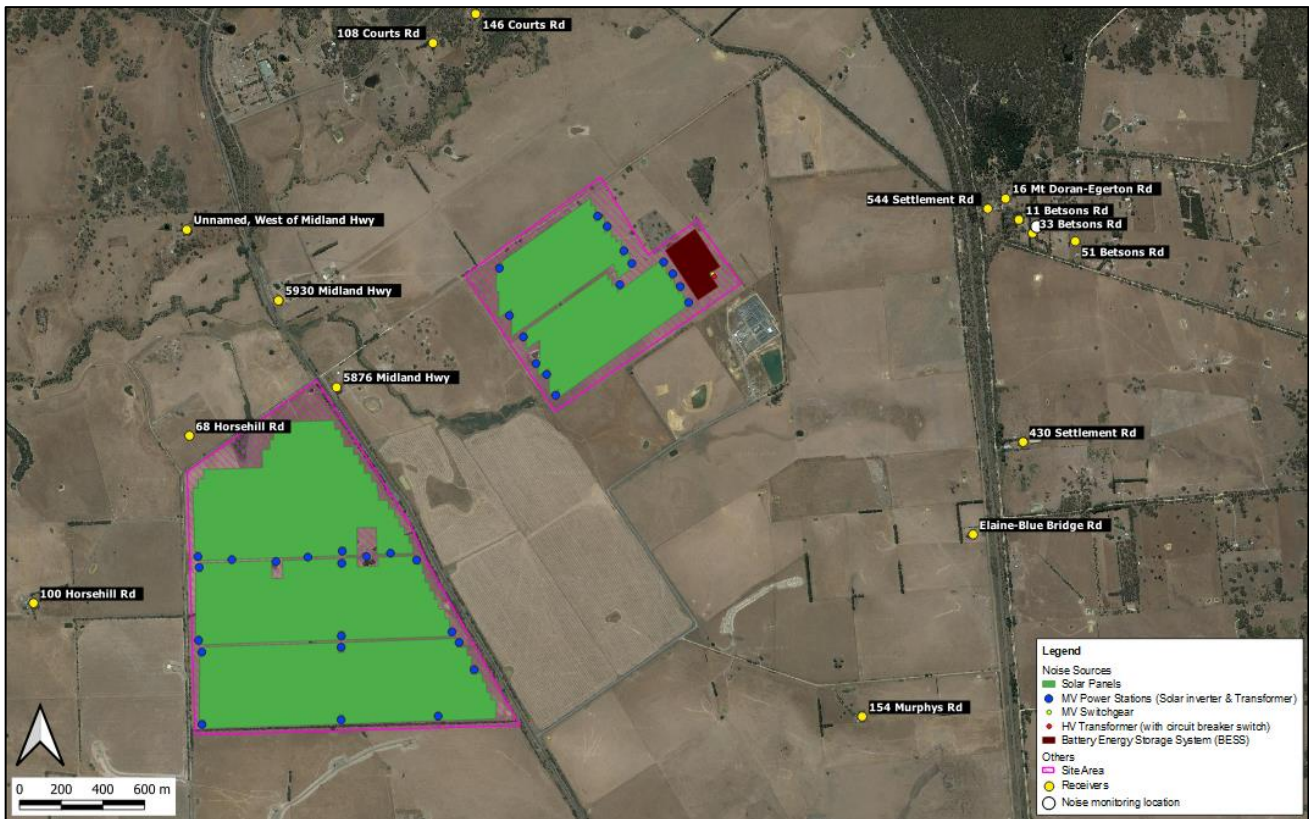 146 Courts Rd
108 Courts Rd
16 Mt Doran-Egerton Rd
544 Settlement Rd
11 Betsons Rd
33 Betsons Rd
51 Betsons Rd
Unnamed, West of Midland Hwy
5930 Midland Hwy
5876 Midland Hwy
68 Horsehill Rd
430 Settlement Rd
Elaine-Blue Bridge Rd
100 Horsehill Rd
154 Murphys Rd
Legend
Noise Sources
Solar Panels
MV Power Stations (Solar inverter & Transformer)
MV Switchgear
HV Transformer (with circuit breaker switch)
Battery Energy Storage System (BESS)
Others
Site Area
Receivers
Noise monitoring location
0 200 400 600 m